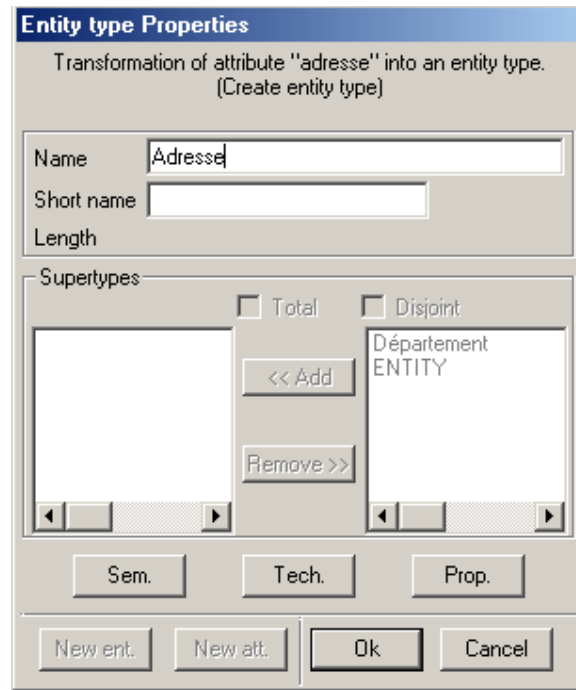 Entity type Properties
Transformation of attribute "adresse" into an entity type.
(Create entity type)
Name Adresse
Short name
Length
Supertypes
Total Disjoint
Département
<< Add ENTITY
Remove >>
Sem. Tech. Prop.
New ent. New att. Ok Cancel